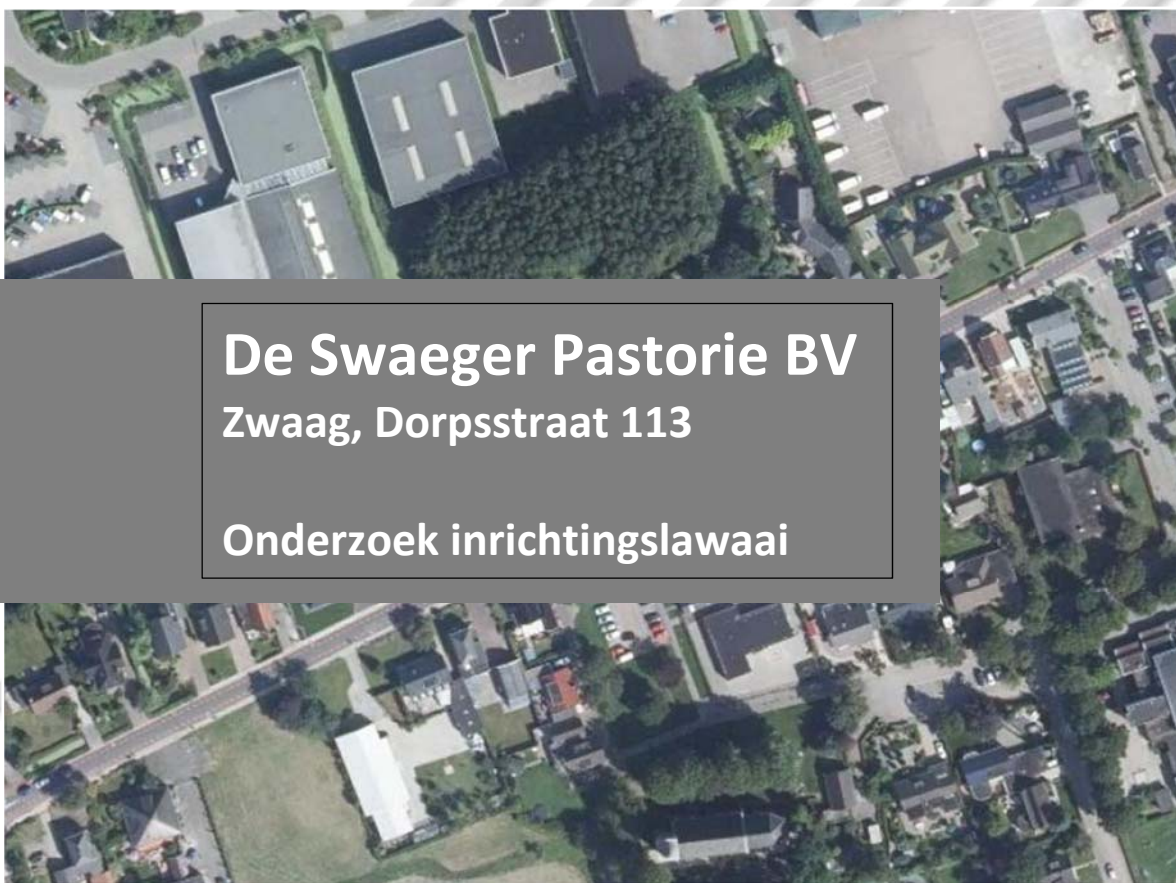 De Swaeger Pastorie BV
Zwaag, Dorpsstraat 113
Onderzoek inrichtingslawaai